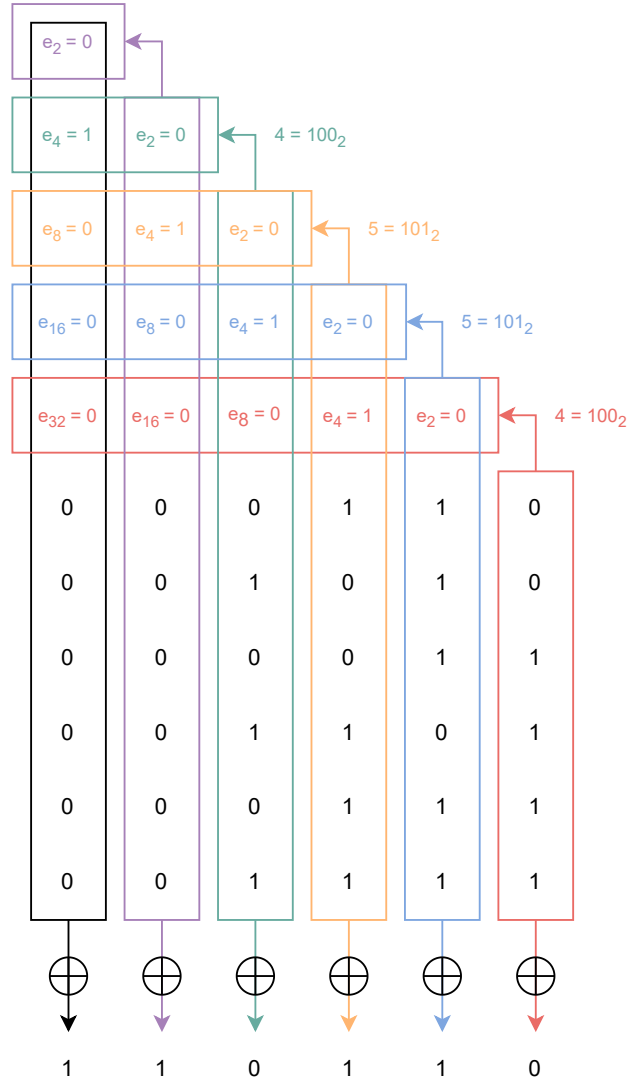 e₂ = 0
e₄ = 1 e₂ = 0 4 = 100₂
e₈ = 0 e₄ = 1 e₂ = 0 5 = 101₂
e₁₆ = 0 e₈ = 0 e₄ = 1 e₂ = 0 5 = 101₂
e₃₂ = 0 e₁₆ = 0 e₈ = 0 e₄ = 1 e₂ = 0 4 = 100₂
0 0 0 1 1 0
0 0 1 0 1 0
0 0 0 0 1 1
0 0 1 1 0 1
0 0 0 1 1 1
0 0 1 1 1 1
1 1 0 1 1 0